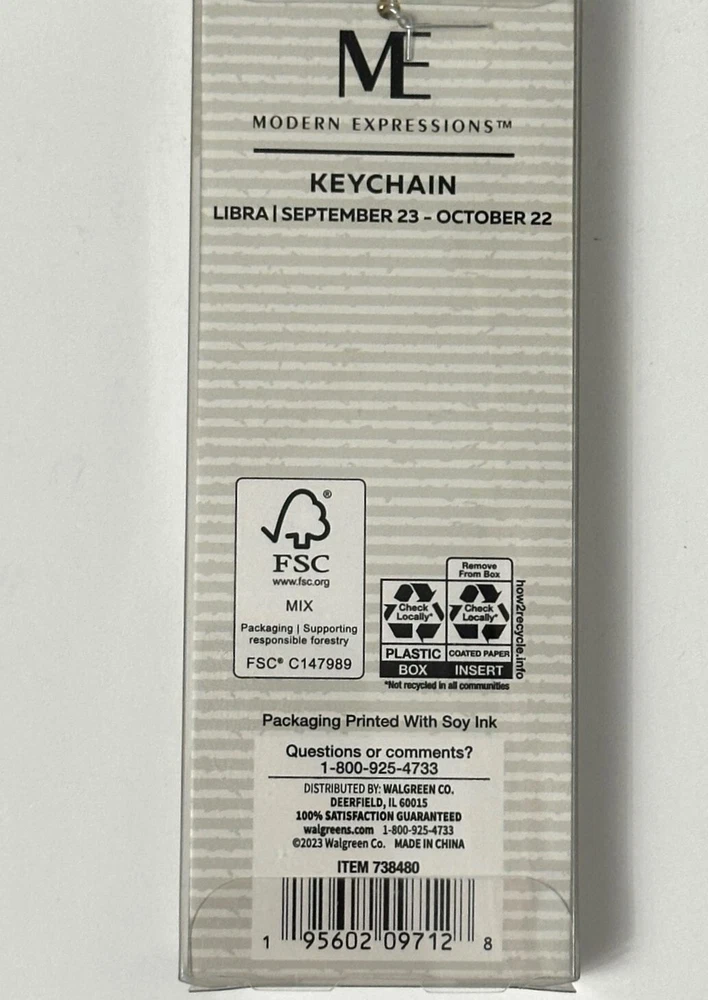 ME
MODERN EXPRESSIONS™
KEYCHAIN
LIBRA | SEPTEMBER 23 - OCTOBER 22
FSC
®
www.fsc.org
MIX
Packaging | Supporting
responsible forestry
FSC® C147989
Remove
From Box
Check
Locally*
Check
Locally*
PLASTIC
COATED PAPER
BOX
INSERT
how2recycle.info
*Not recycled in all communities
Packaging Printed With Soy Ink
Questions or comments?
1-800-925-4733
DISTRIBUTED BY: WALGREEN CO.
DEERFIELD, IL 60015
100% SATISFACTION GUARANTEED
walgreens.com 1-800-925-4733
©2023 Walgreen Co. MADE IN CHINA
ITEM 738480
1 95602 09712 8